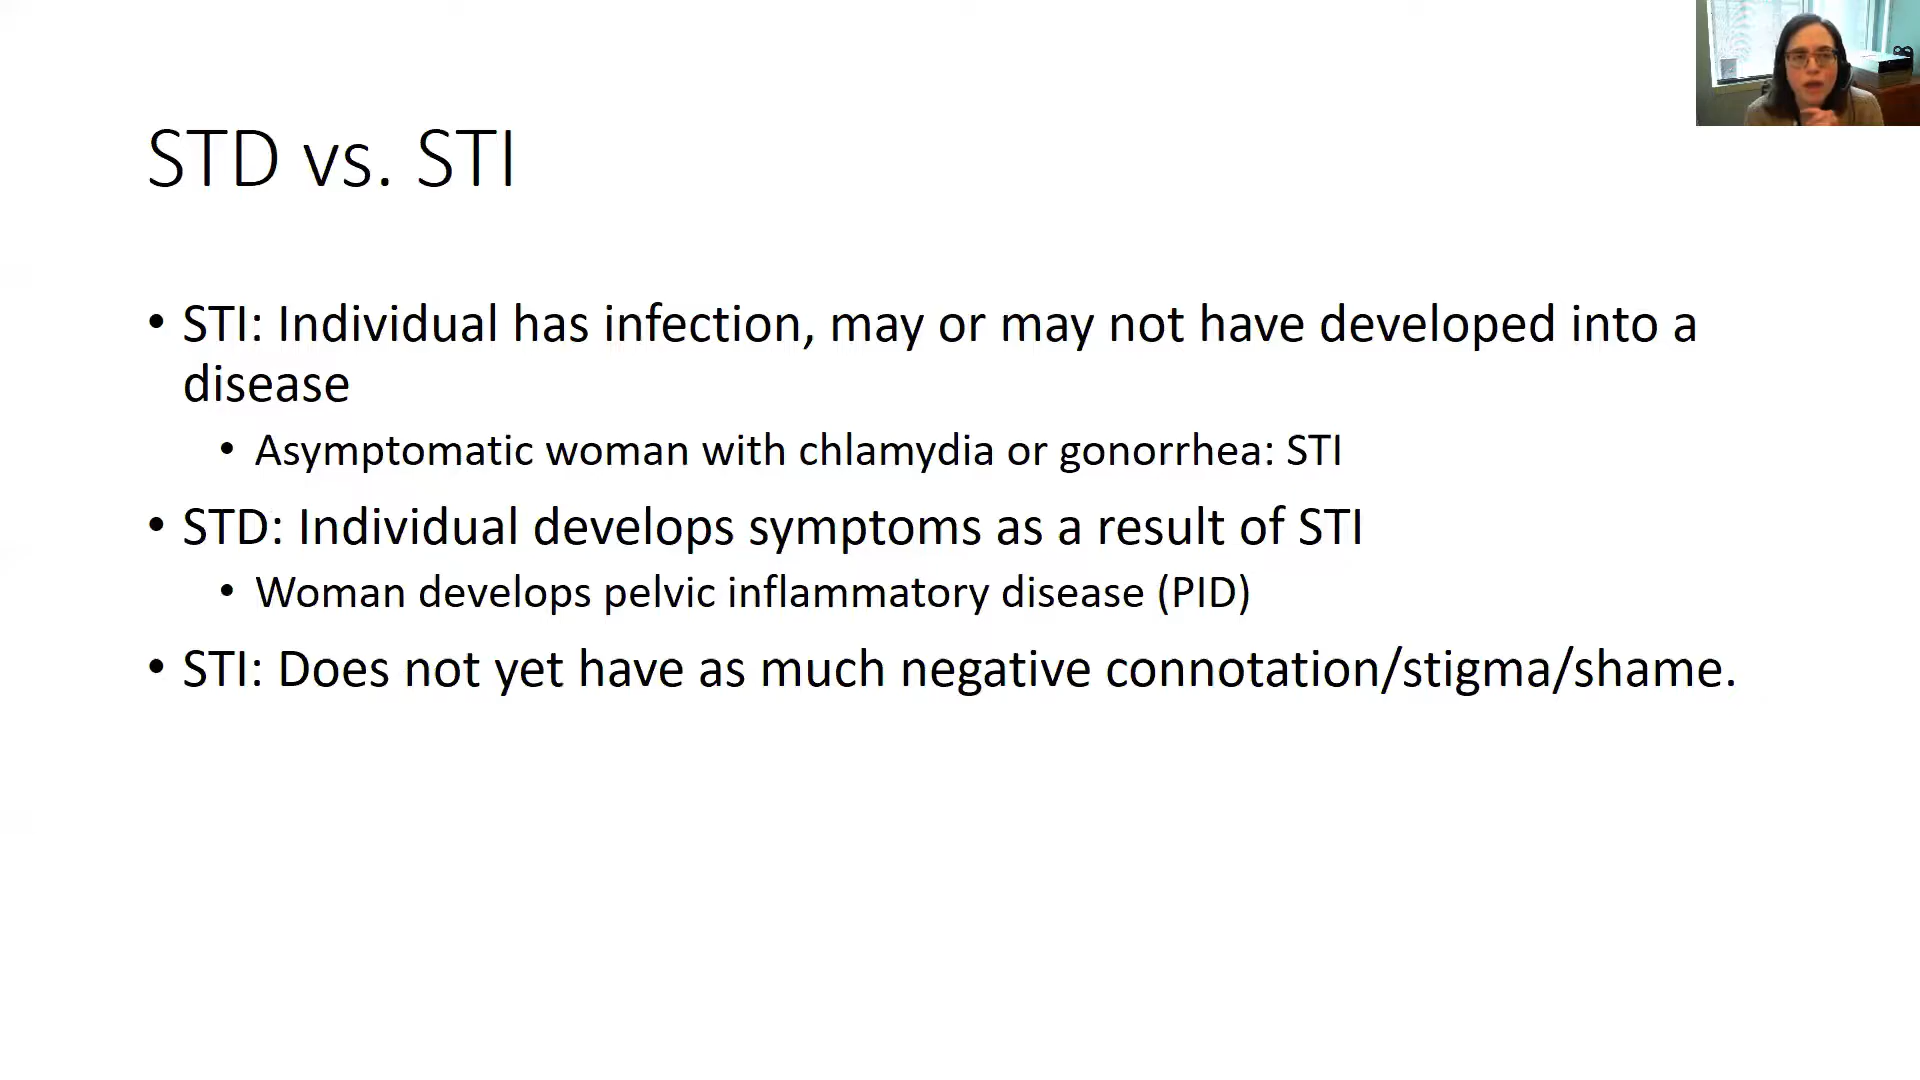 STD vs. STI
• STI: Individual has infection, may or may not have developed into a
disease
• Asymptomatic woman with chlamydia or gonorrhea: STI
• STD: Individual develops symptoms as a result of STI
• Woman develops pelvic inflammatory disease (PID)
• STI: Does not yet have as much negative connotation/stigma/shame.